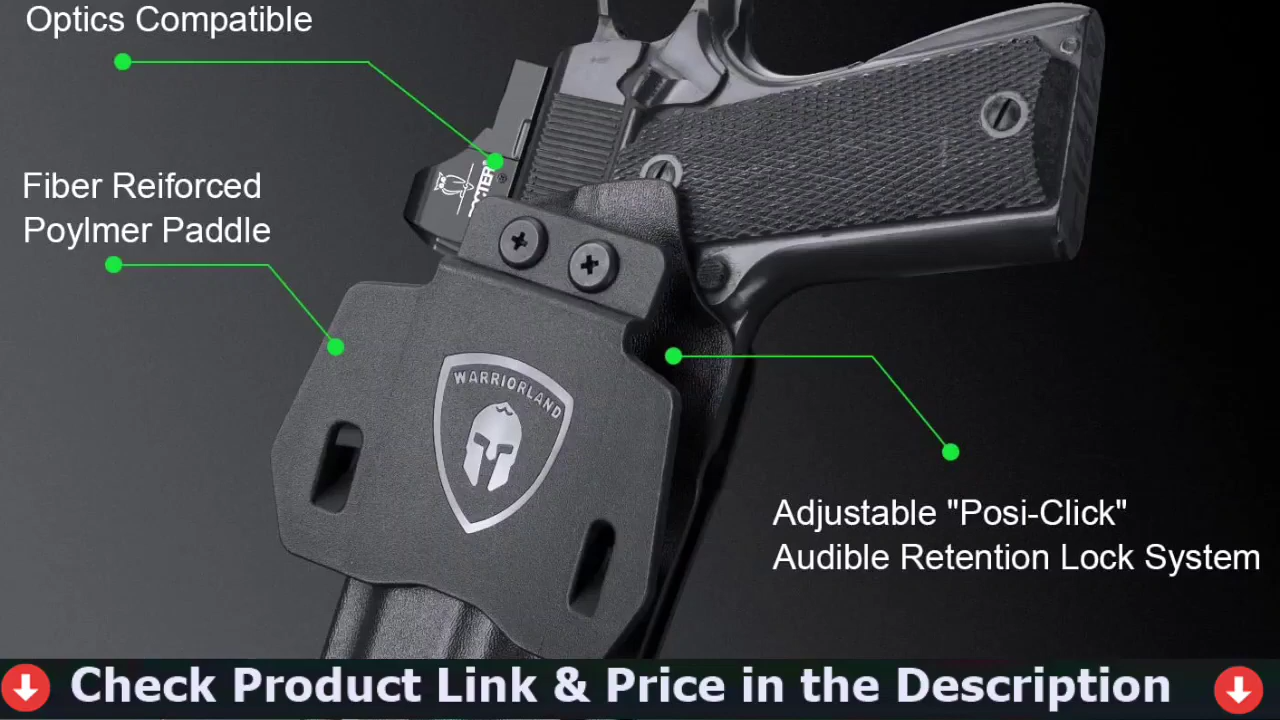 Optics Compatible
Fiber Reiforced
Poylmer Paddle
WARRIORLAND
Adjustable "Posi-Click"
Audible Retention Lock System
Check Product Link & Price in the Description